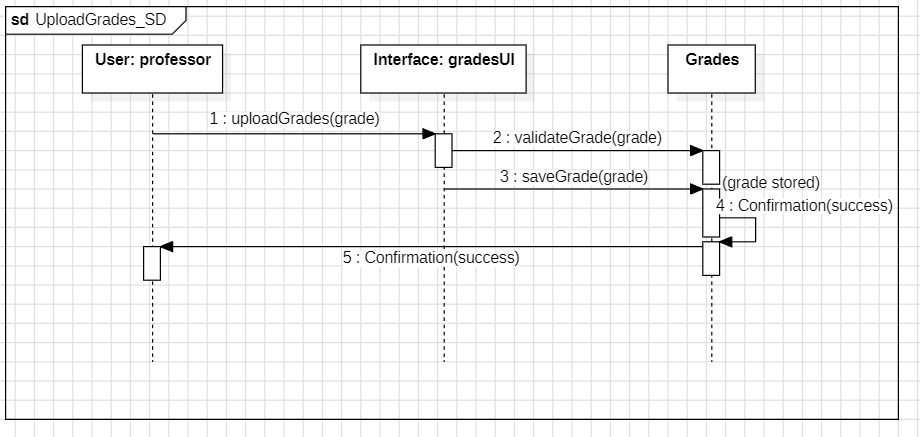 sd UploadGrades_SD
User: professor
Interface: gradesUI
Grades
1 : uploadGrades(grade)
2 : validateGrade(grade)
3 : saveGrade(grade)
(grade stored)
4 : Confirmation(success)
5 : Confirmation(success)